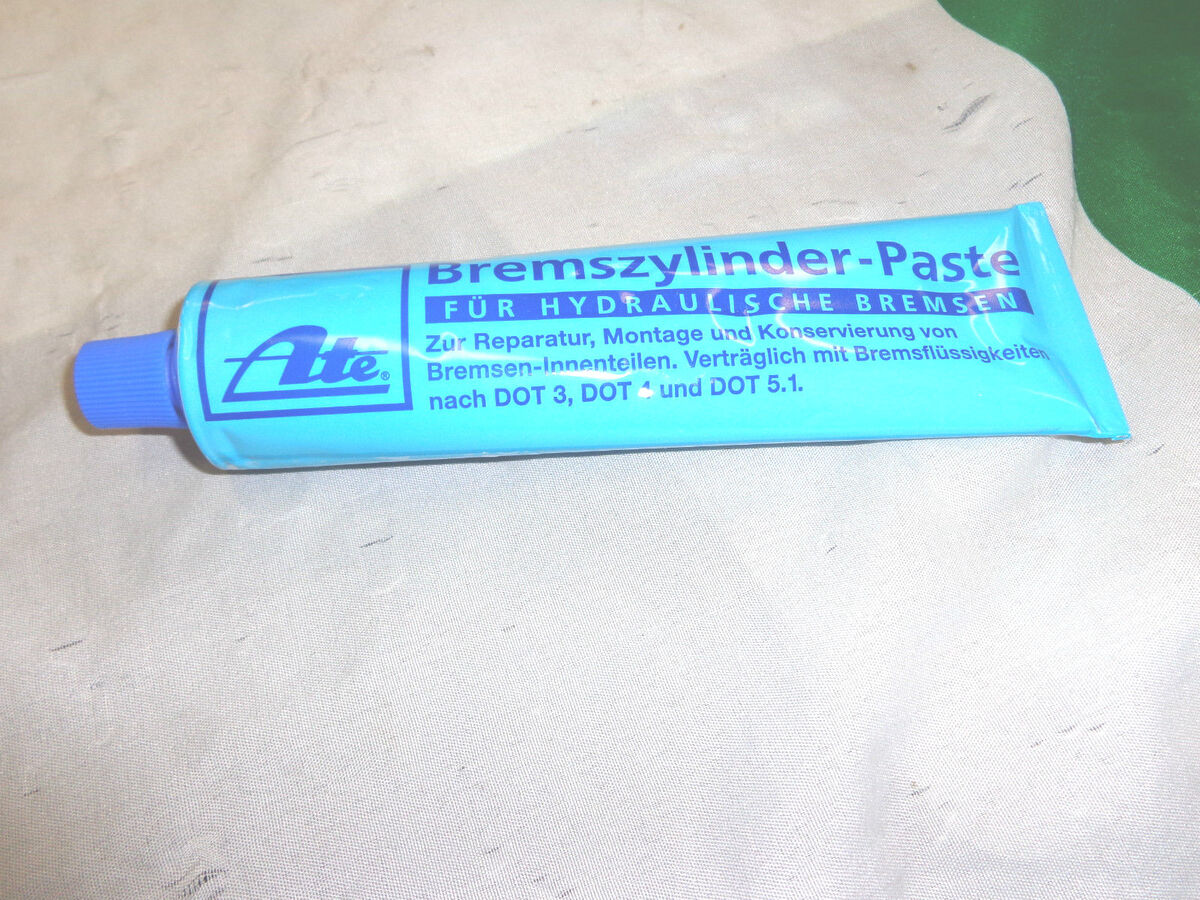 Ate®
Bremszylinder-Paste
FÜR HYDRAULISCHE BREMSEN
Zur Reparatur, Montage und Konservierung von
Bremsen-Innenteilen. Verträglich mit Bremsflüssigkeiten
nach DOT 3, DOT 4 und DOT 5.1.